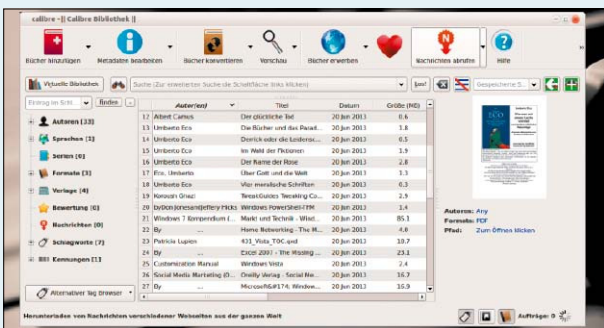 calibre - || Calibre Bibliothek ||
Bücher hinzufügen
Metadaten bearbeiten
Bücher konvertieren
Vorschau
Bücher erwerben
Nachrichten abrufen
Hilfe
Virtuelle Bibliothek
Suche (Zur erweiterten Suche die Schaltfläche links klicken)
Los!
Gespeicherte S...
Eintrag im Schl...
Finden
Autor(en) Titel Datum Größe (MB)
12 Albert Camus Der glückliche Tod 20 Jun 2013 0.6
13 Umberto Eco Die Bücher und das Parad... 20 Jun 2013 1.8
14 Umberto Eco Derrick oder die Leidensc... 20 Jun 2013 0.5
15 Umberto Eco Im Wald der Fiktionen 20 Jun 2013 1.9
16 Umberto Eco Der Name der Rose 20 Jun 2013 2.8
17 Eco, Umberto Über Gott und die Welt 20 Jun 2013 1.1
18 Umberto Eco Vier moralische Schriften 20 Jun 2013 0.3
19 Koroush Ghazi TweakGuides Tweaking Co... 20 Jun 2013 2.9
20 byDonJonesandJeffery Hicks Windows PowerShell-TFM 20 Jun 2013 1.4
21 Windows 7 Kompendium (... Markt und Technik - Wind... 20 Jun 2013 85.1
22 By ... Home Networking - The M... 20 Jun 2013 4.0
23 Patricia Lupien 431_Vista_TOC.qxd 20 Jun 2013 10.7
24 By ... Excel 2007 - The Missing ... 20 Jun 2013 23.1
25 Customization Manual Windows Vista 20 Jun 2013 2.4
26 Social Media Marketing (O... Oreilly Verlag - Social Me... 20 Jun 2013 16.7
27 By ... Microsoft&#174; Window... 20 Jun 2013 16.9
Autoren [33]
Sprachen [1]
Serien [0]
Formate [3]
Verlage [4]
Bewertung [0]
Nachrichten [0]
Schlagworte [7]
Kennungen [1]
Alternativer Tag Browser
Autoren: Any
Formate: PDF
Pfad: Zum Öffnen klicken
Herunterladen von Nachrichten verschiedener Webseiten aus der ganzen Welt
Aufträge: 0